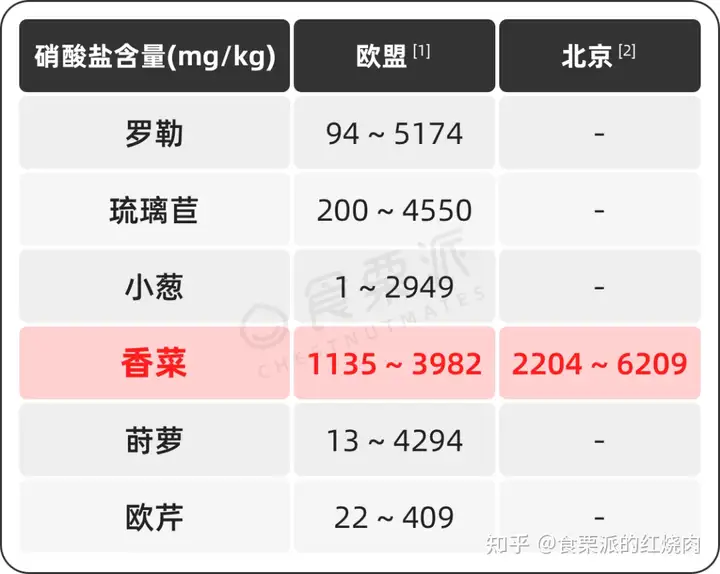 硝酸盐含量(mg/kg) 欧盟[1] 北京[2]
罗勒 94 ~ 5174 -
琉璃苣 200 ~ 4550 -
小葱 1 ~ 2949 -
食栗派
CHESTNUTMATES
香菜 1135 ~ 3982 2204 ~ 6209
莳萝 13 ~ 4294 -
欧芹 22 ~ 409 -
知乎 @食栗派的红烧肉